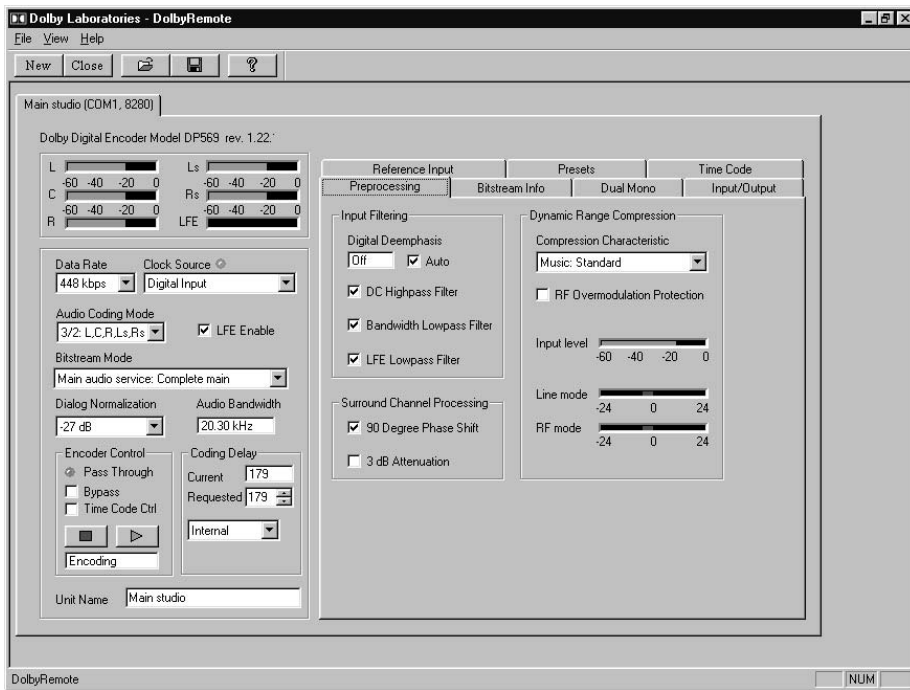 Dolby Laboratories - DolbyRemote
File View Help
New Close
Main studio (COM1, 8280)
Dolby Digital Encoder Model DP569 rev. 1.22.
L
-60 -40 -20 0
C
-60 -40 -20 0
R
Ls
-60 -40 -20 0
Rs
-60 -40 -20 0
LFE
Data Rate
448 kbps
Clock Source
Digital Input
Audio Coding Mode
3/2: L,C,R,Ls,Rs
LFE Enable
Bitstream Mode
Main audio service: Complete main
Dialog Normalization
-27 dB
Audio Bandwidth
20.30 kHz
Encoder Control
Pass Through
Bypass
Time Code Ctrl
Encoding
Coding Delay
Current 179
Requested 179
Internal
Unit Name Main studio
Reference Input Presets Time Code
Preprocessing Bitstream Info Dual Mono Input/Output
Input Filtering
Digital Deemphasis
Off Auto
DC Highpass Filter
Bandwidth Lowpass Filter
LFE Lowpass Filter
Surround Channel Processing
90 Degree Phase Shift
3 dB Attenuation
Dynamic Range Compression
Compression Characteristic
Music: Standard
RF Overmodulation Protection
Input level
-60 -40 -20 0
Line mode
-24 0 24
RF mode
-24 0 24
DolbyRemote
NUM